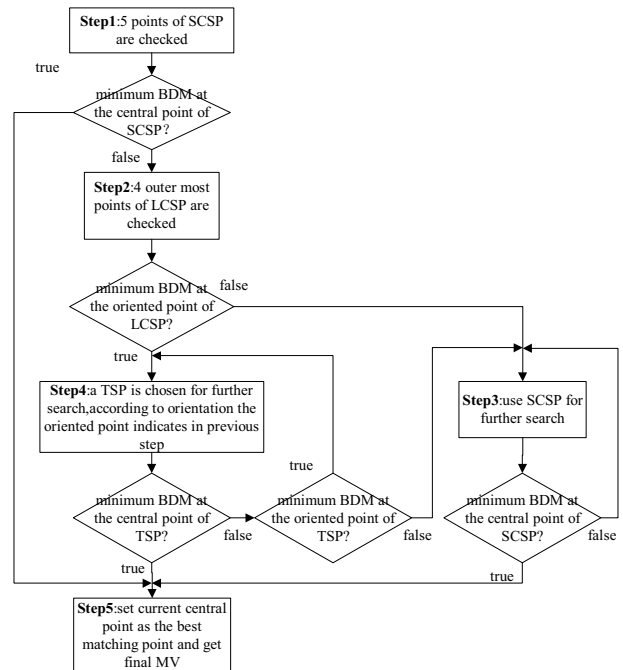 Step1:5 points of SCSP
are checked
true
minimum BDM at
the central point of
SCSP?
false
Step2:4 outer most
points of LCSP are
checked
minimum BDM at
the oriented point of
LCSP?
false
true
Step4:a TSP is chosen for further
search,according to orientation the
oriented point indicates in previous
step
Step3:use SCSP for
further search
true
minimum BDM at
the central point of
TSP?
false
minimum BDM at
the oriented point of
TSP?
false
minimum BDM at
the central point of
SCSP?
false
true
true
Step5:set current central
point as the best
matching point and get
final MV